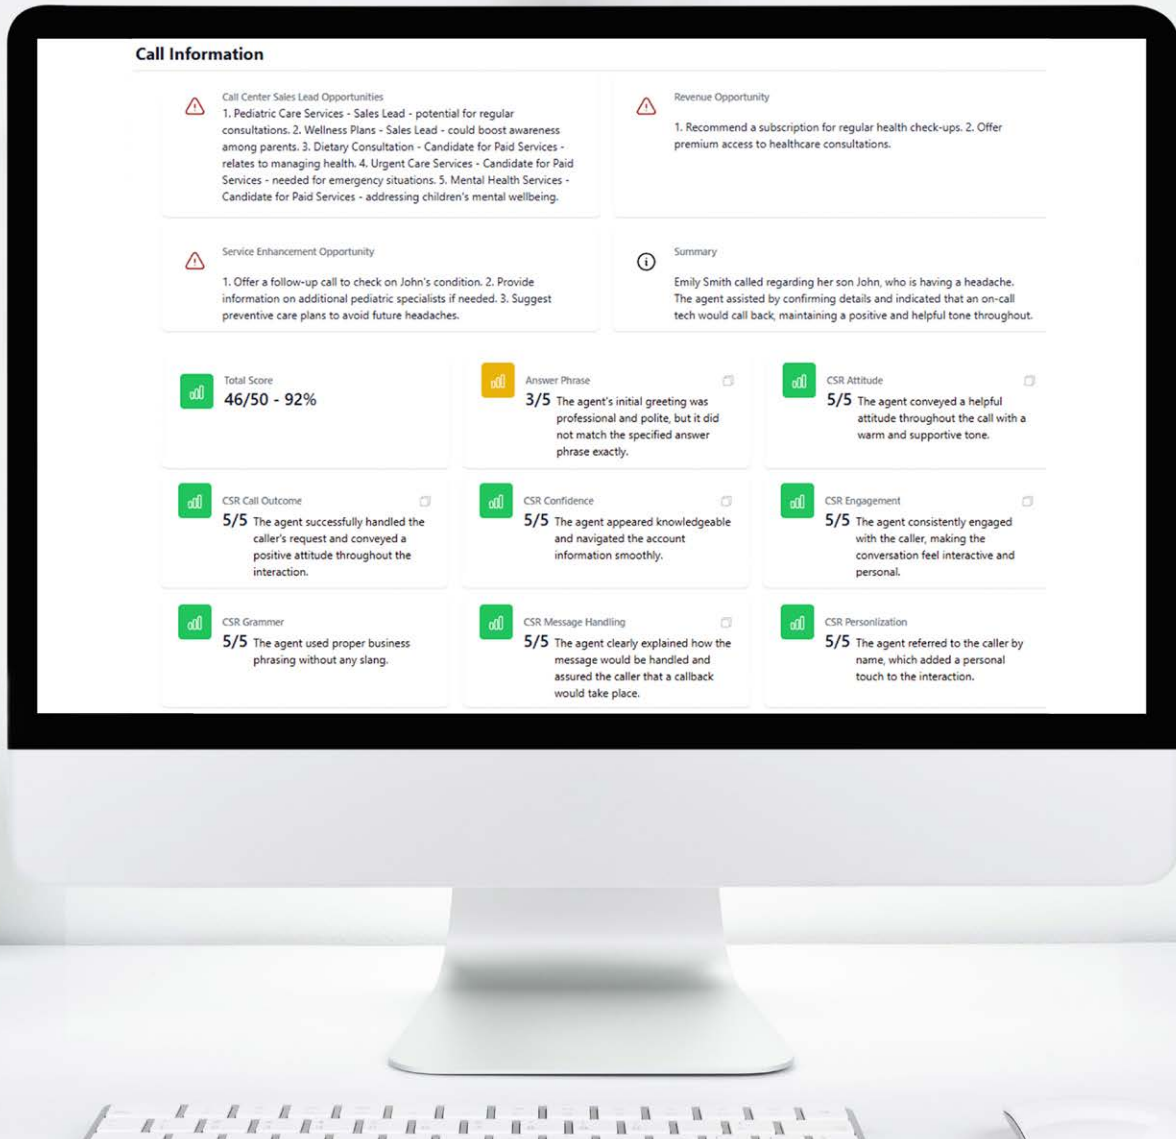 Call Information
Call Center Sales Lead Opportunities
1. Pediatric Care Services - Sales Lead - potential for regular
consultations. 2. Wellness Plans - Sales Lead - could boost awareness
among parents. 3. Dietary Consultation - Candidate for Paid Services -
relates to managing health. 4. Urgent Care Services - Candidate for Paid
Services - needed for emergency situations. 5. Mental Health Services -
Candidate for Paid Services - addressing children's mental wellbeing.
Revenue Opportunity
1. Recommend a subscription for regular health check-ups. 2. Offer
premium access to healthcare consultations.
Service Enhancement Opportunity
1. Offer a follow-up call to check on John's condition. 2. Provide
information on additional pediatric specialists if needed. 3. Suggest
preventive care plans to avoid future headaches.
Summary
Emily Smith called regarding her son John, who is having a headache.
The agent assisted by confirming details and indicated that an on-call
tech would call back, maintaining a positive and helpful tone throughout.
Total Score
46/50 - 92%
Answer Phrase
3/5 The agent's initial greeting was
professional and polite, but it did
not match the specified answer
phrase exactly.
CSR Attitude
5/5 The agent conveyed a helpful
attitude throughout the call with a
warm and supportive tone.
CSR Call Outcome
5/5 The agent successfully handled the
caller's request and conveyed a
positive attitude throughout the
interaction.
CSR Confidence
5/5 The agent appeared knowledgeable
and navigated the account
information smoothly.
CSR Engagement
5/5 The agent consistently engaged
with the caller, making the
conversation feel interactive and
personal.
CSR Grammer
5/5 The agent used proper business
phrasing without any slang.
CSR Message Handling
5/5 The agent clearly explained how the
message would be handled and
assured the caller that a callback
would take place.
CSR Personlization
5/5 The agent referred to the caller by
name, which added a personal
touch to the interaction.